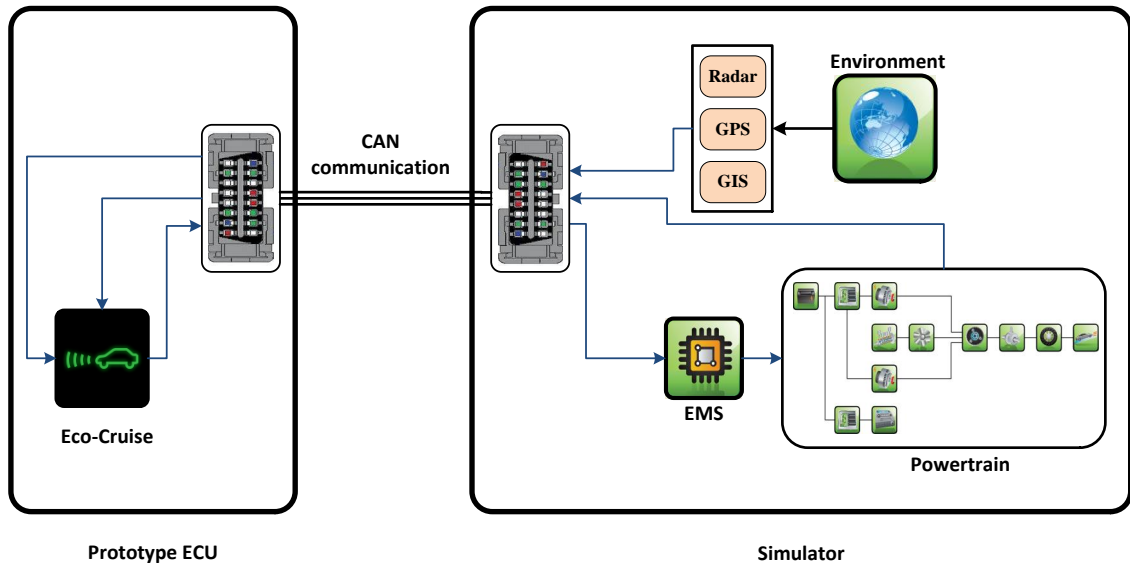 Environment
Radar
GPS
GIS
CAN
communication
Eco-Cruise
EMS
Powertrain
Prototype ECU
Simulator